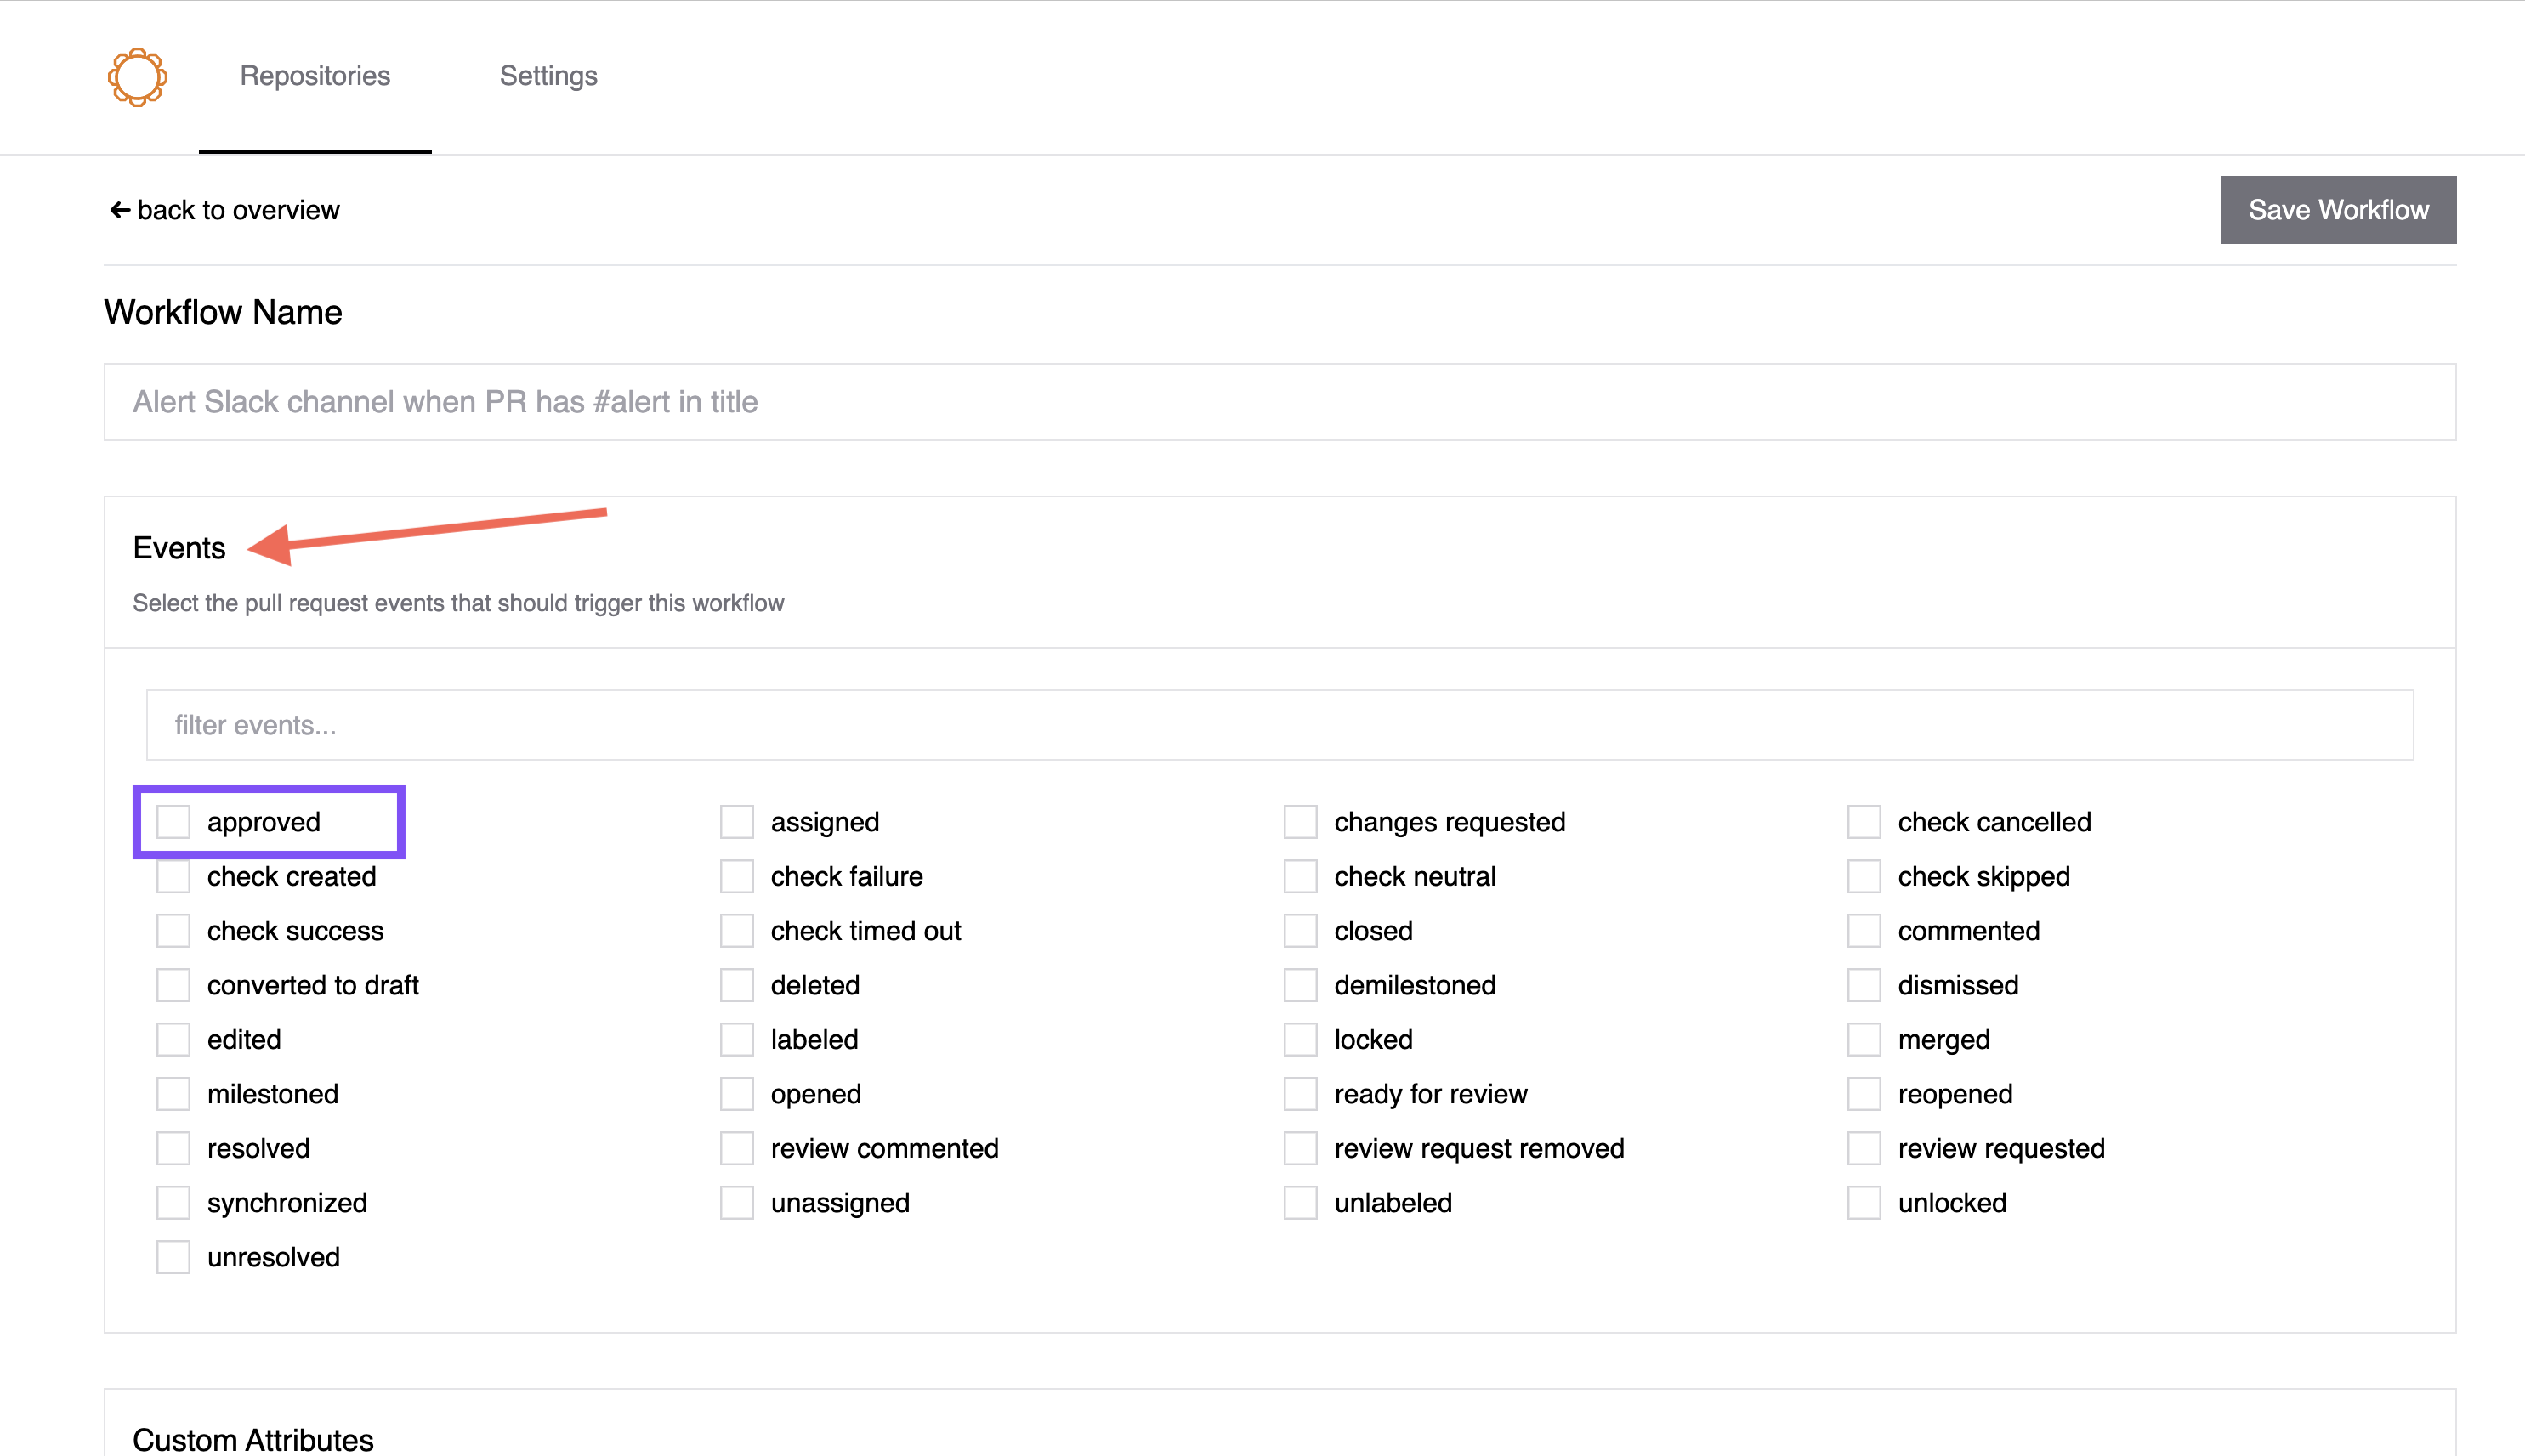 Repositories Settings
back to overview Save Workflow
Workflow Name
Alert Slack channel when PR has #alert in title
Events
Select the pull request events that should trigger this workflow
filter events...
approved assigned changes requested check cancelled
check created check failure check neutral check skipped
check success check timed out closed commented
converted to draft deleted demilestoned dismissed
edited labeled locked merged
milestoned opened ready for review reopened
resolved review commented review request removed review requested
synchronized unassigned unlabeled unlocked
unresolved
Custom Attributes